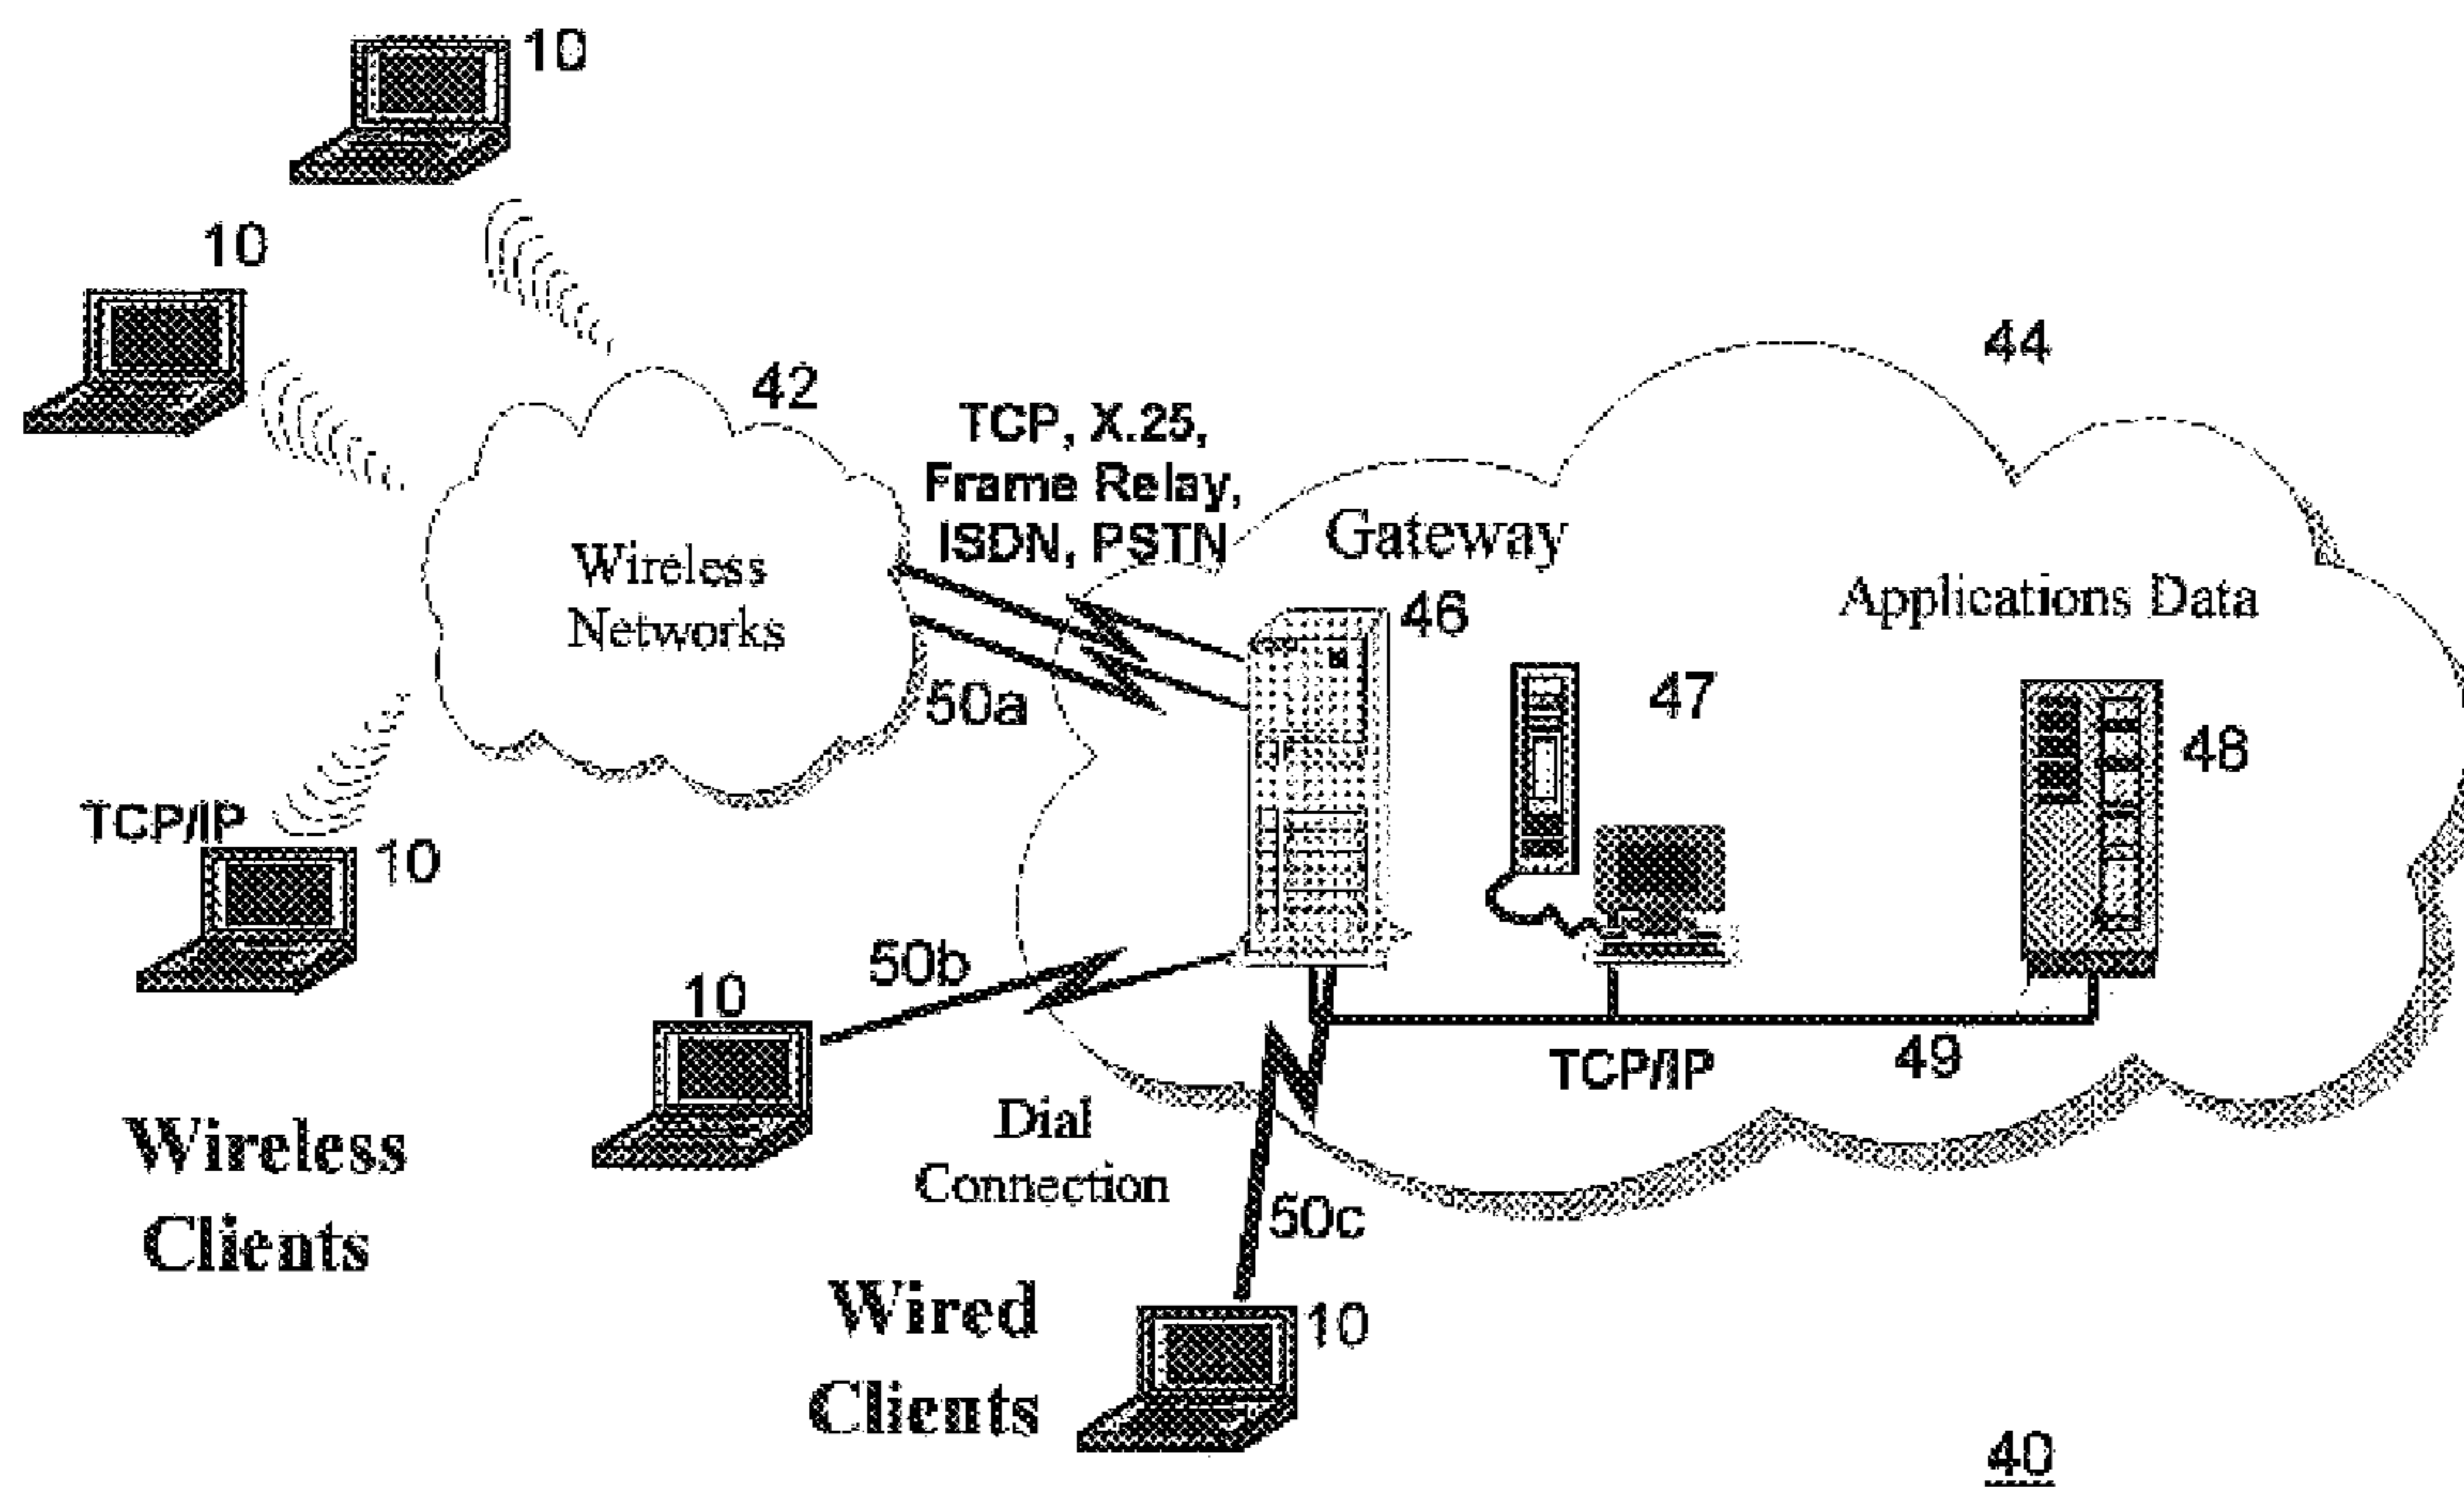 10
10
44
42
TCP, X.25,
Frame Relay,
ISDN, PSTN
Gateway
Wireless
Networks
Applications Data
46
47
50a
48
TCP/IP
10
50b
10
TCP/IP
49
Dial
Connection
Wireless
Clients
50c
Wired
Clients
10
40